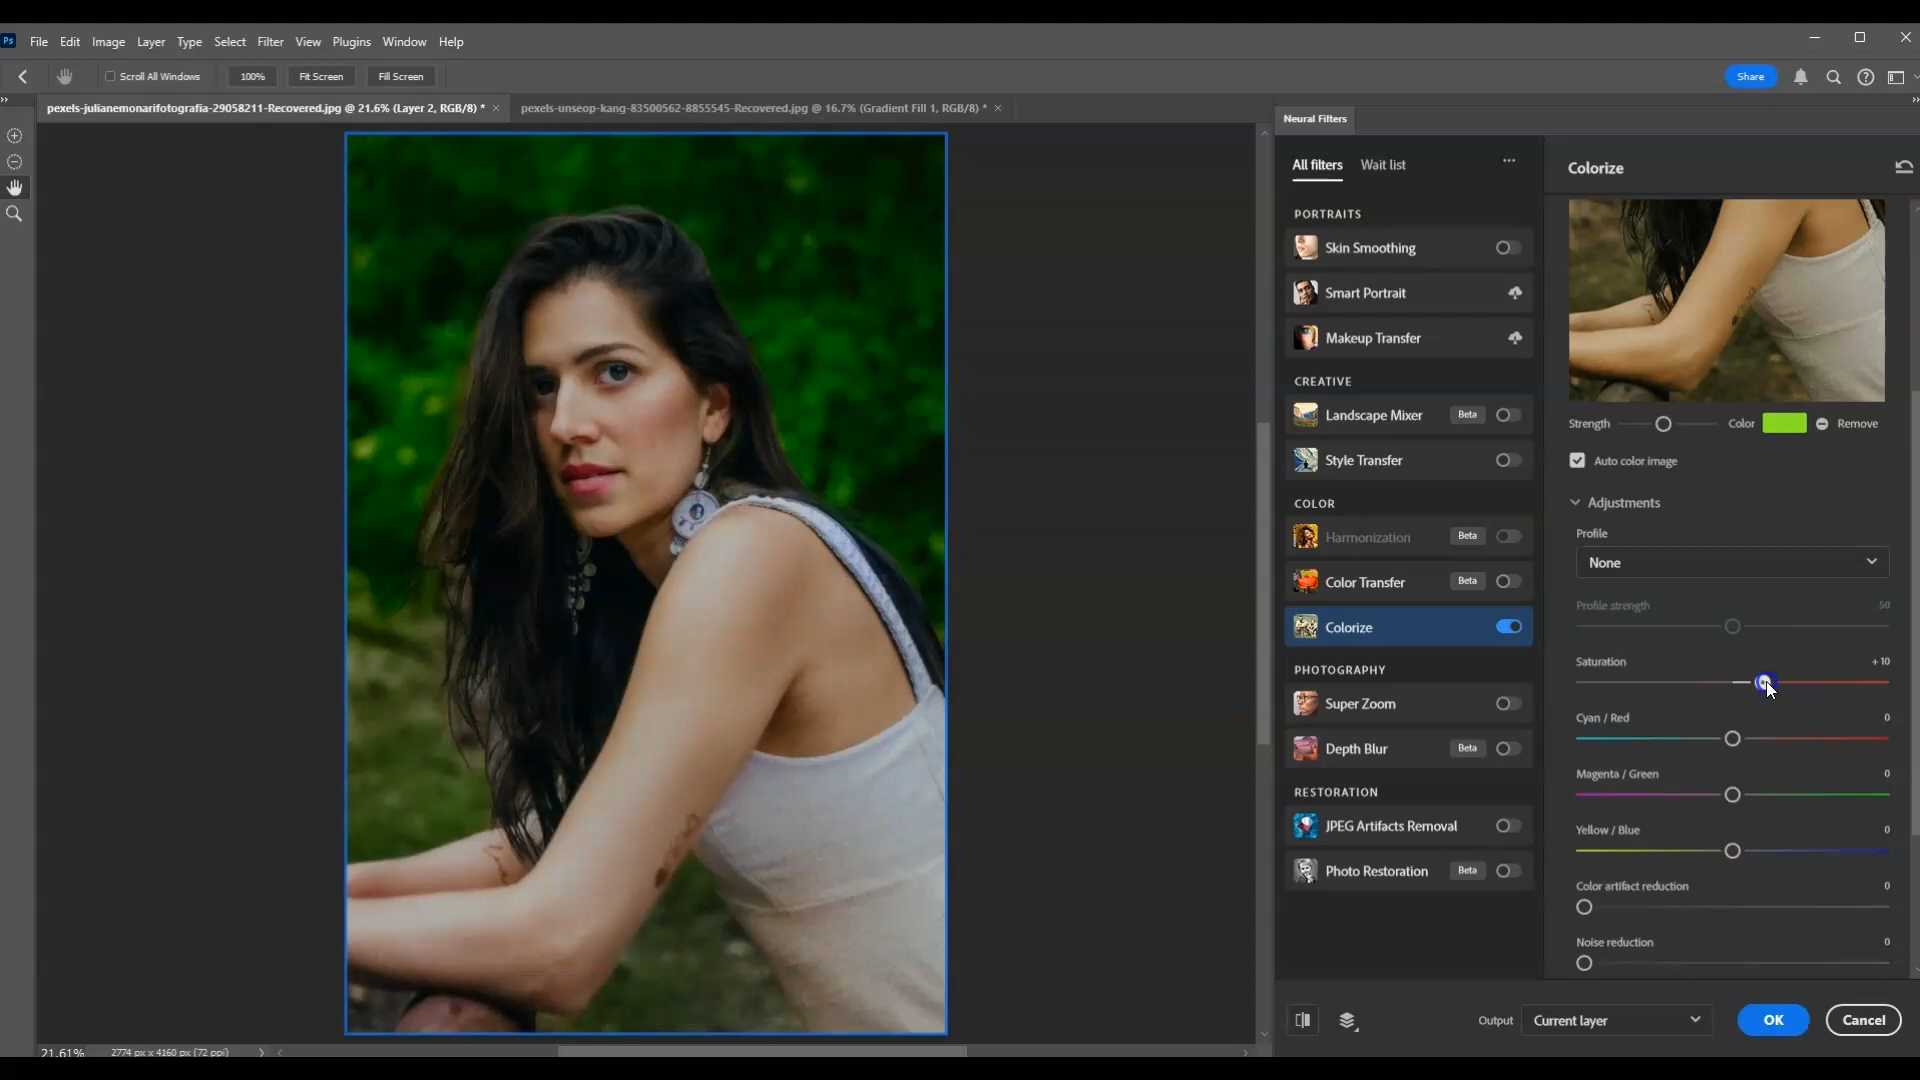 Ps File Edit Image Layer Type Select Filter View Plugins Window Help
Scroll All Windows 100% Fit Screen Fill Screen Share
pexels-julianemonarifotografia-29058211-Recovered.jpg @ 21.6% (Layer 2, RGB/8) * pexels-unseop-kang-83500562-8855545-Recovered.jpg @ 16.7% (Gradient Fill 1, RGB/8) *
Neural Filters
All filters Wait list
PORTRAITS
Skin Smoothing
Smart Portrait
Makeup Transfer
CREATIVE
Landscape Mixer Beta
Style Transfer
COLOR
Harmonization Beta
Color Transfer Beta
Colorize
PHOTOGRAPHY
Super Zoom
Depth Blur Beta
RESTORATION
JPEG Artifacts Removal
Photo Restoration Beta
Colorize
Strength Color Remove
Auto color image
Adjustments
Profile
None
Profile strength 50
Saturation +10
Cyan / Red 0
Magenta / Green 0
Yellow / Blue 0
Color artifact reduction 0
Noise reduction 0
Output Current layer OK Cancel
21.61% 2774 px x 4160 px (72 ppi)